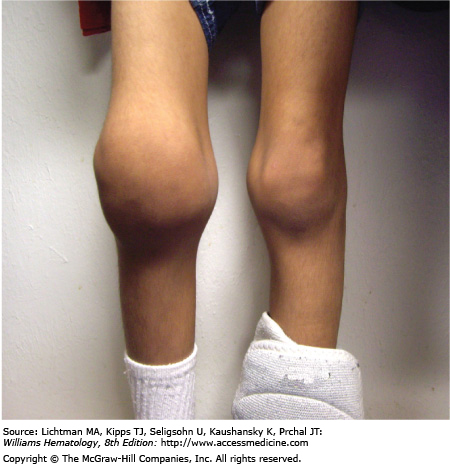 Source: Lichtman MA, Kipps TJ, Seligsohn U, Kaushansky K, Prchal JT:
Williams Hematology, 8th Edition: http://www.accessmedicine.com
Copyright © The McGraw-Hill Companies, Inc. All rights reserved.